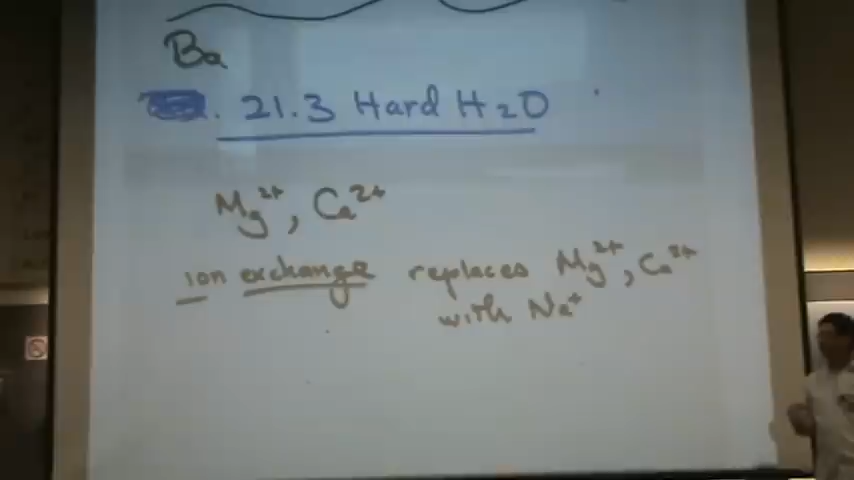 Ba
21.3 Hard H₂O
Mg²⁺, Ca²⁺
ion exchange replaces Mg²⁺, Ca²⁺
with Na⁺